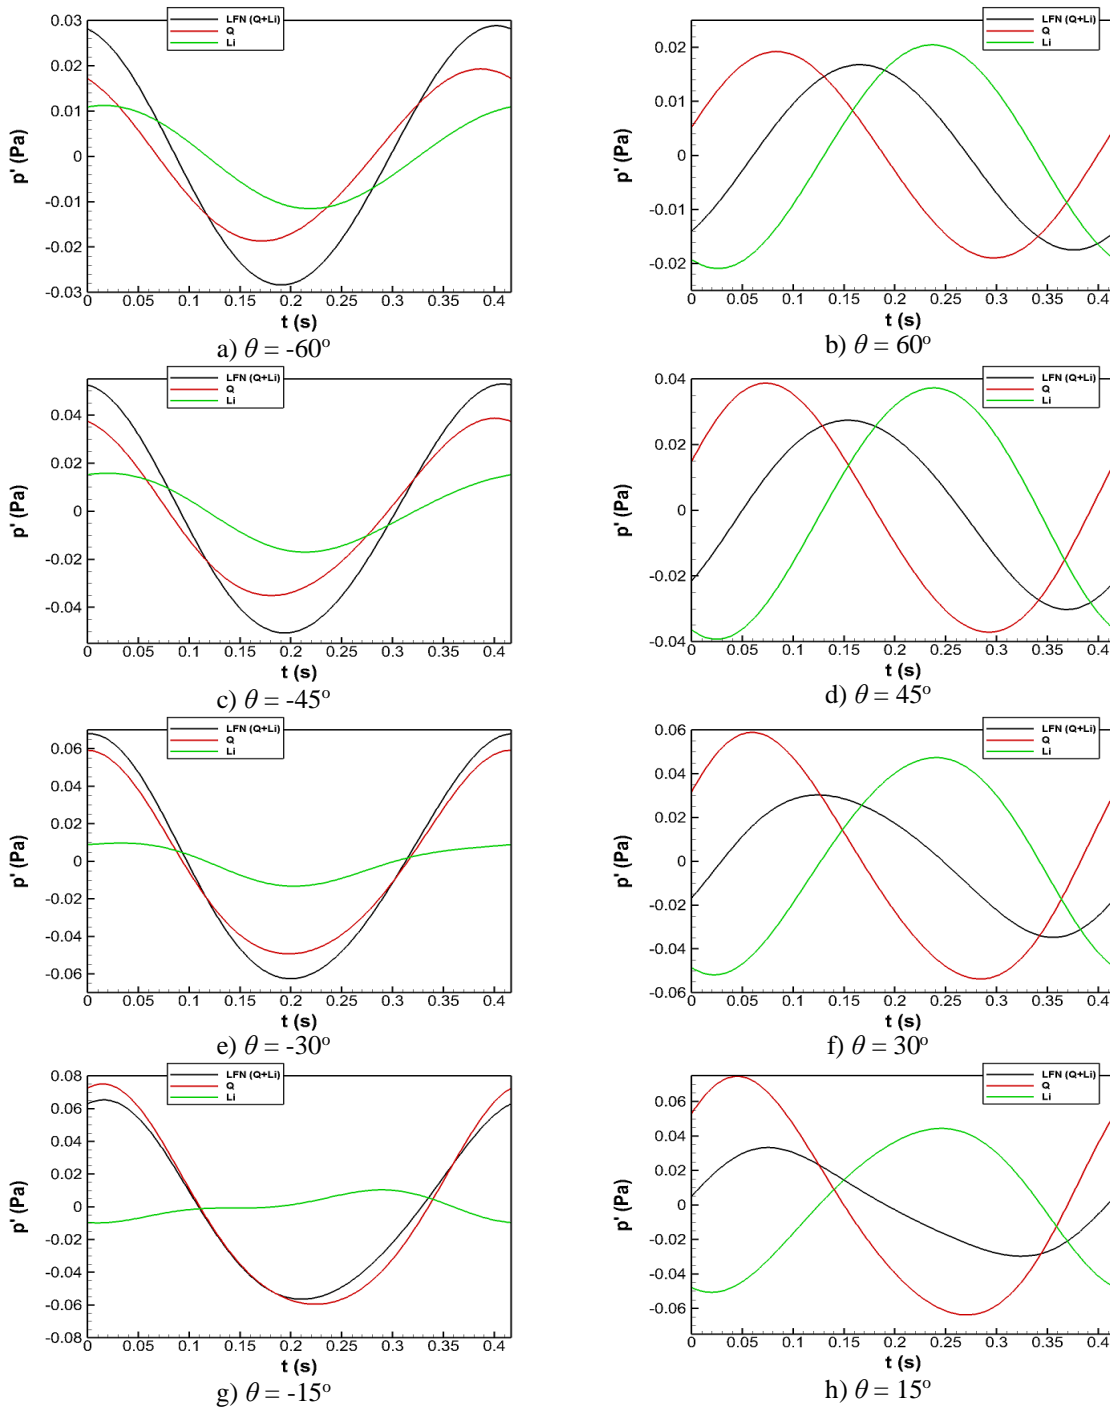 LFN (Q+Li)
Q
Li
p' (Pa)
0.03
0.02
0.01
0
-0.01
-0.02
-0.03
0 0.05 0.1 0.15 0.2 0.25 0.3 0.35 0.4
t (s)
a) θ = -60°
LFN (Q+Li)
Q
Li
p' (Pa)
0.02
0.01
0
-0.01
-0.02
0 0.05 0.1 0.15 0.2 0.25 0.3 0.35 0.4
t (s)
b) θ = 60°
LFN (Q+Li)
Q
Li
p' (Pa)
0.04
0.02
0
-0.02
-0.04
0 0.05 0.1 0.15 0.2 0.25 0.3 0.35 0.4
t (s)
c) θ = -45°
LFN (Q+Li)
Q
Li
p' (Pa)
0.04
0.02
0
-0.02
-0.04
0 0.05 0.1 0.15 0.2 0.25 0.3 0.35 0.4
t (s)
d) θ = 45°
LFN (Q+Li)
Q
Li
p' (Pa)
0.06
0.04
0.02
0
-0.02
-0.04
-0.06
0 0.05 0.1 0.15 0.2 0.25 0.3 0.35 0.4
t (s)
e) θ = -30°
LFN (Q+Li)
Q
Li
p' (Pa)
0.06
0.04
0.02
0
-0.02
-0.04
-0.06
0 0.05 0.1 0.15 0.2 0.25 0.3 0.35 0.4
t (s)
f) θ = 30°
LFN (Q+Li)
Q
Li
p' (Pa)
0.08
0.06
0.04
0.02
0
-0.02
-0.04
-0.06
-0.08
0 0.05 0.1 0.15 0.2 0.25 0.3 0.35 0.4
t (s)
g) θ = -15°
LFN (Q+Li)
Q
Li
p' (Pa)
0.06
0.04
0.02
0
-0.02
-0.04
-0.06
0 0.05 0.1 0.15 0.2 0.25 0.3 0.35 0.4
t (s)
h) θ = 15°